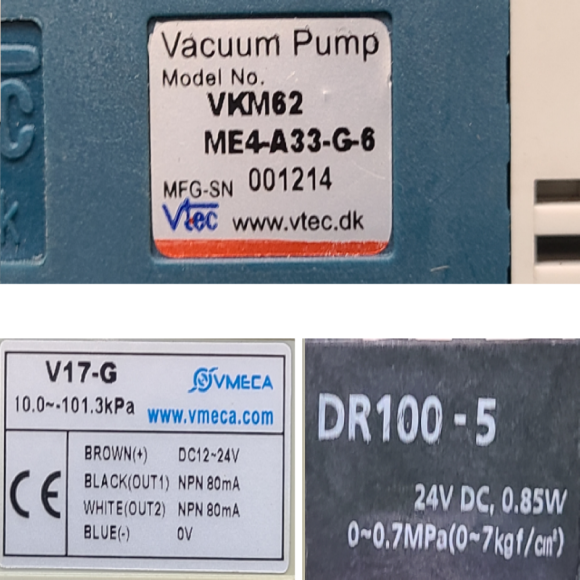 C
k
Vacuum Pump
Model No.
VKM62
ME4-A33-G-6
MFG-SN 001214
Vtec www.vtec.dk
V17-G
VMECA
10.0~-101.3kPa
www.vmeca.com
CE
BROWN(+) DC12~24V
BLACK(OUT1) NPN 80mA
WHITE(OUT2) NPN 80mA
BLUE(-) 0V
DR100-5
24V DC, 0.85W
0~0.7MPa(0~7kgf/cm²)